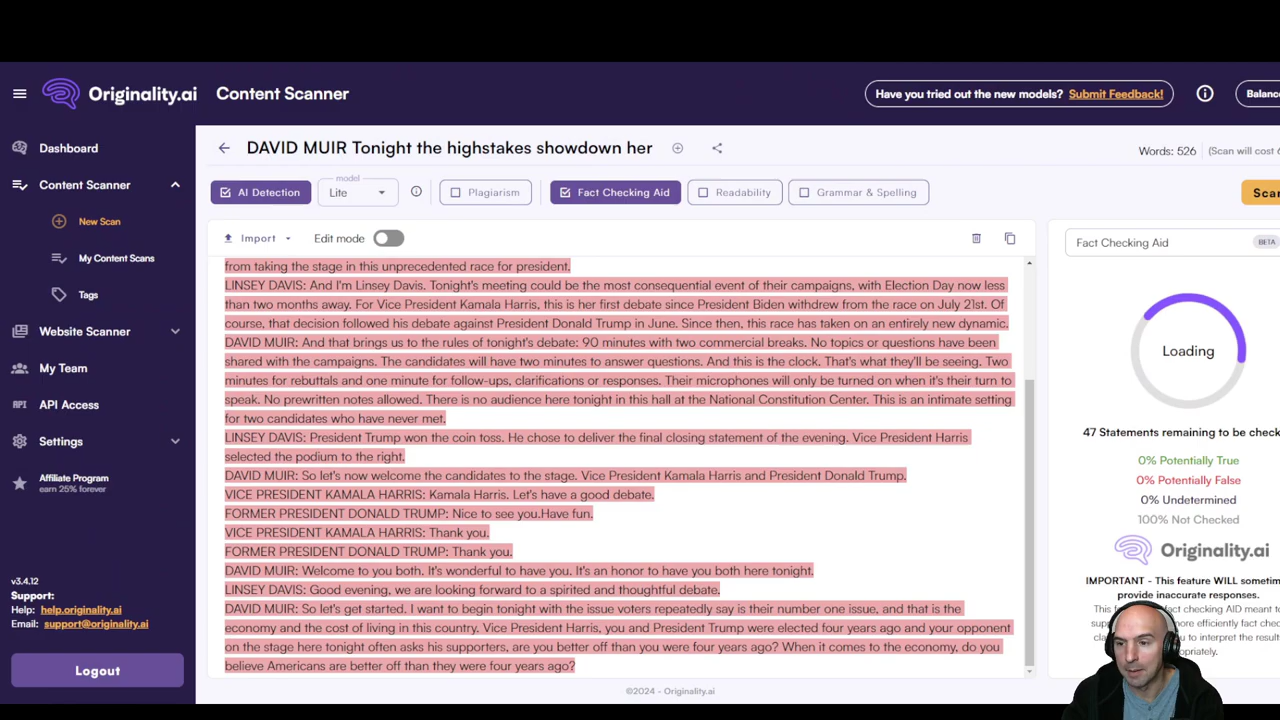 Originality.ai
Content Scanner
Have you tried out the new models? Submit Feedback!
Balance
Dashboard
Content Scanner
New Scan
My Content Scans
Tags
Website Scanner
My Team
API
API Access
Settings
Affiliate Program
earn 25% forever
v3.4.12
Support:
Help: help.originality.ai
Email: support@originality.ai
Logout
DAVID MUIR Tonight the highstakes showdown her
Words: 526
(Scan will cost
AI Detection
model
Lite
Plagiarism
Fact Checking Aid
Readability
Grammar & Spelling
Scan
Import
Edit mode
from taking the stage in this unprecedented race for president.
LINSEY DAVIS: And I'm Linsey Davis. Tonight's meeting could be the most consequential event of their campaigns, with Election Day now less
than two months away. For Vice President Kamala Harris, this is her first debate since President Biden withdrew from the race on July 21st. Of
course, that decision followed his debate against President Donald Trump in June. Since then, this race has taken on an entirely new dynamic.
DAVID MUIR: And that brings us to the rules of tonight's debate: 90 minutes with two commercial breaks. No topics or questions have been
shared with the campaigns. The candidates will have two minutes to answer questions. And this is the clock. That's what they'll be seeing. Two
minutes for rebuttals and one minute for follow-ups, clarifications or responses. Their microphones will only be turned on when it's their turn to
speak. No prewritten notes allowed. There is no audience here tonight in this hall at the National Constitution Center. This is an intimate setting
for two candidates who have never met.
LINSEY DAVIS: President Trump won the coin toss. He chose to deliver the final closing statement of the evening. Vice President Harris
selected the podium to the right.
DAVID MUIR: So let's now welcome the candidates to the stage. Vice President Kamala Harris and President Donald Trump.
VICE PRESIDENT KAMALA HARRIS: Kamala Harris. Let's have a good debate.
FORMER PRESIDENT DONALD TRUMP: Nice to see you.Have fun.
VICE PRESIDENT KAMALA HARRIS: Thank you.
FORMER PRESIDENT DONALD TRUMP: Thank you.
DAVID MUIR: Welcome to you both. It's wonderful to have you. It's an honor to have you both here tonight.
LINSEY DAVIS: Good evening, we are looking forward to a spirited and thoughtful debate.
DAVID MUIR: So let's get started. I want to begin tonight with the issue voters repeatedly say is their number one issue, and that is the
economy and the cost of living in this country. Vice President Harris, you and President Trump were elected four years ago and your opponent
on the stage here tonight often asks his supporters, are you better off than you were four years ago? When it comes to the economy, do you
believe Americans are better off than they were four years ago?
©2024 - Originality.ai
Fact Checking Aid
BETA
Loading
47 Statements remaining to be check
0% Potentially True
0% Potentially False
0% Undetermined
100% Not Checked
Originality.ai
IMPORTANT - This feature WILL sometim
provide inaccurate responses.
fact checking AID meant to
efficiently fact check
to interpret the result